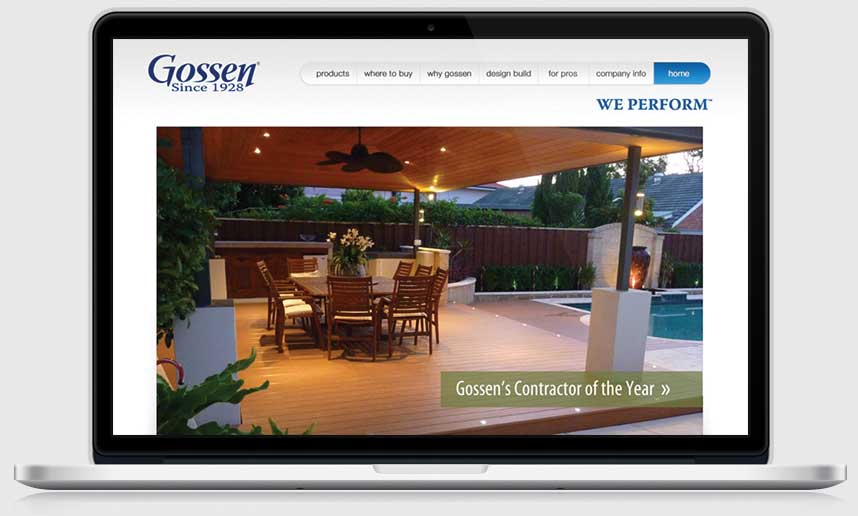 Gossen®
Since 1928
products where to buy why gossen design build for pros company info home
WE PERFORM™
Gossen's Contractor of the Year »